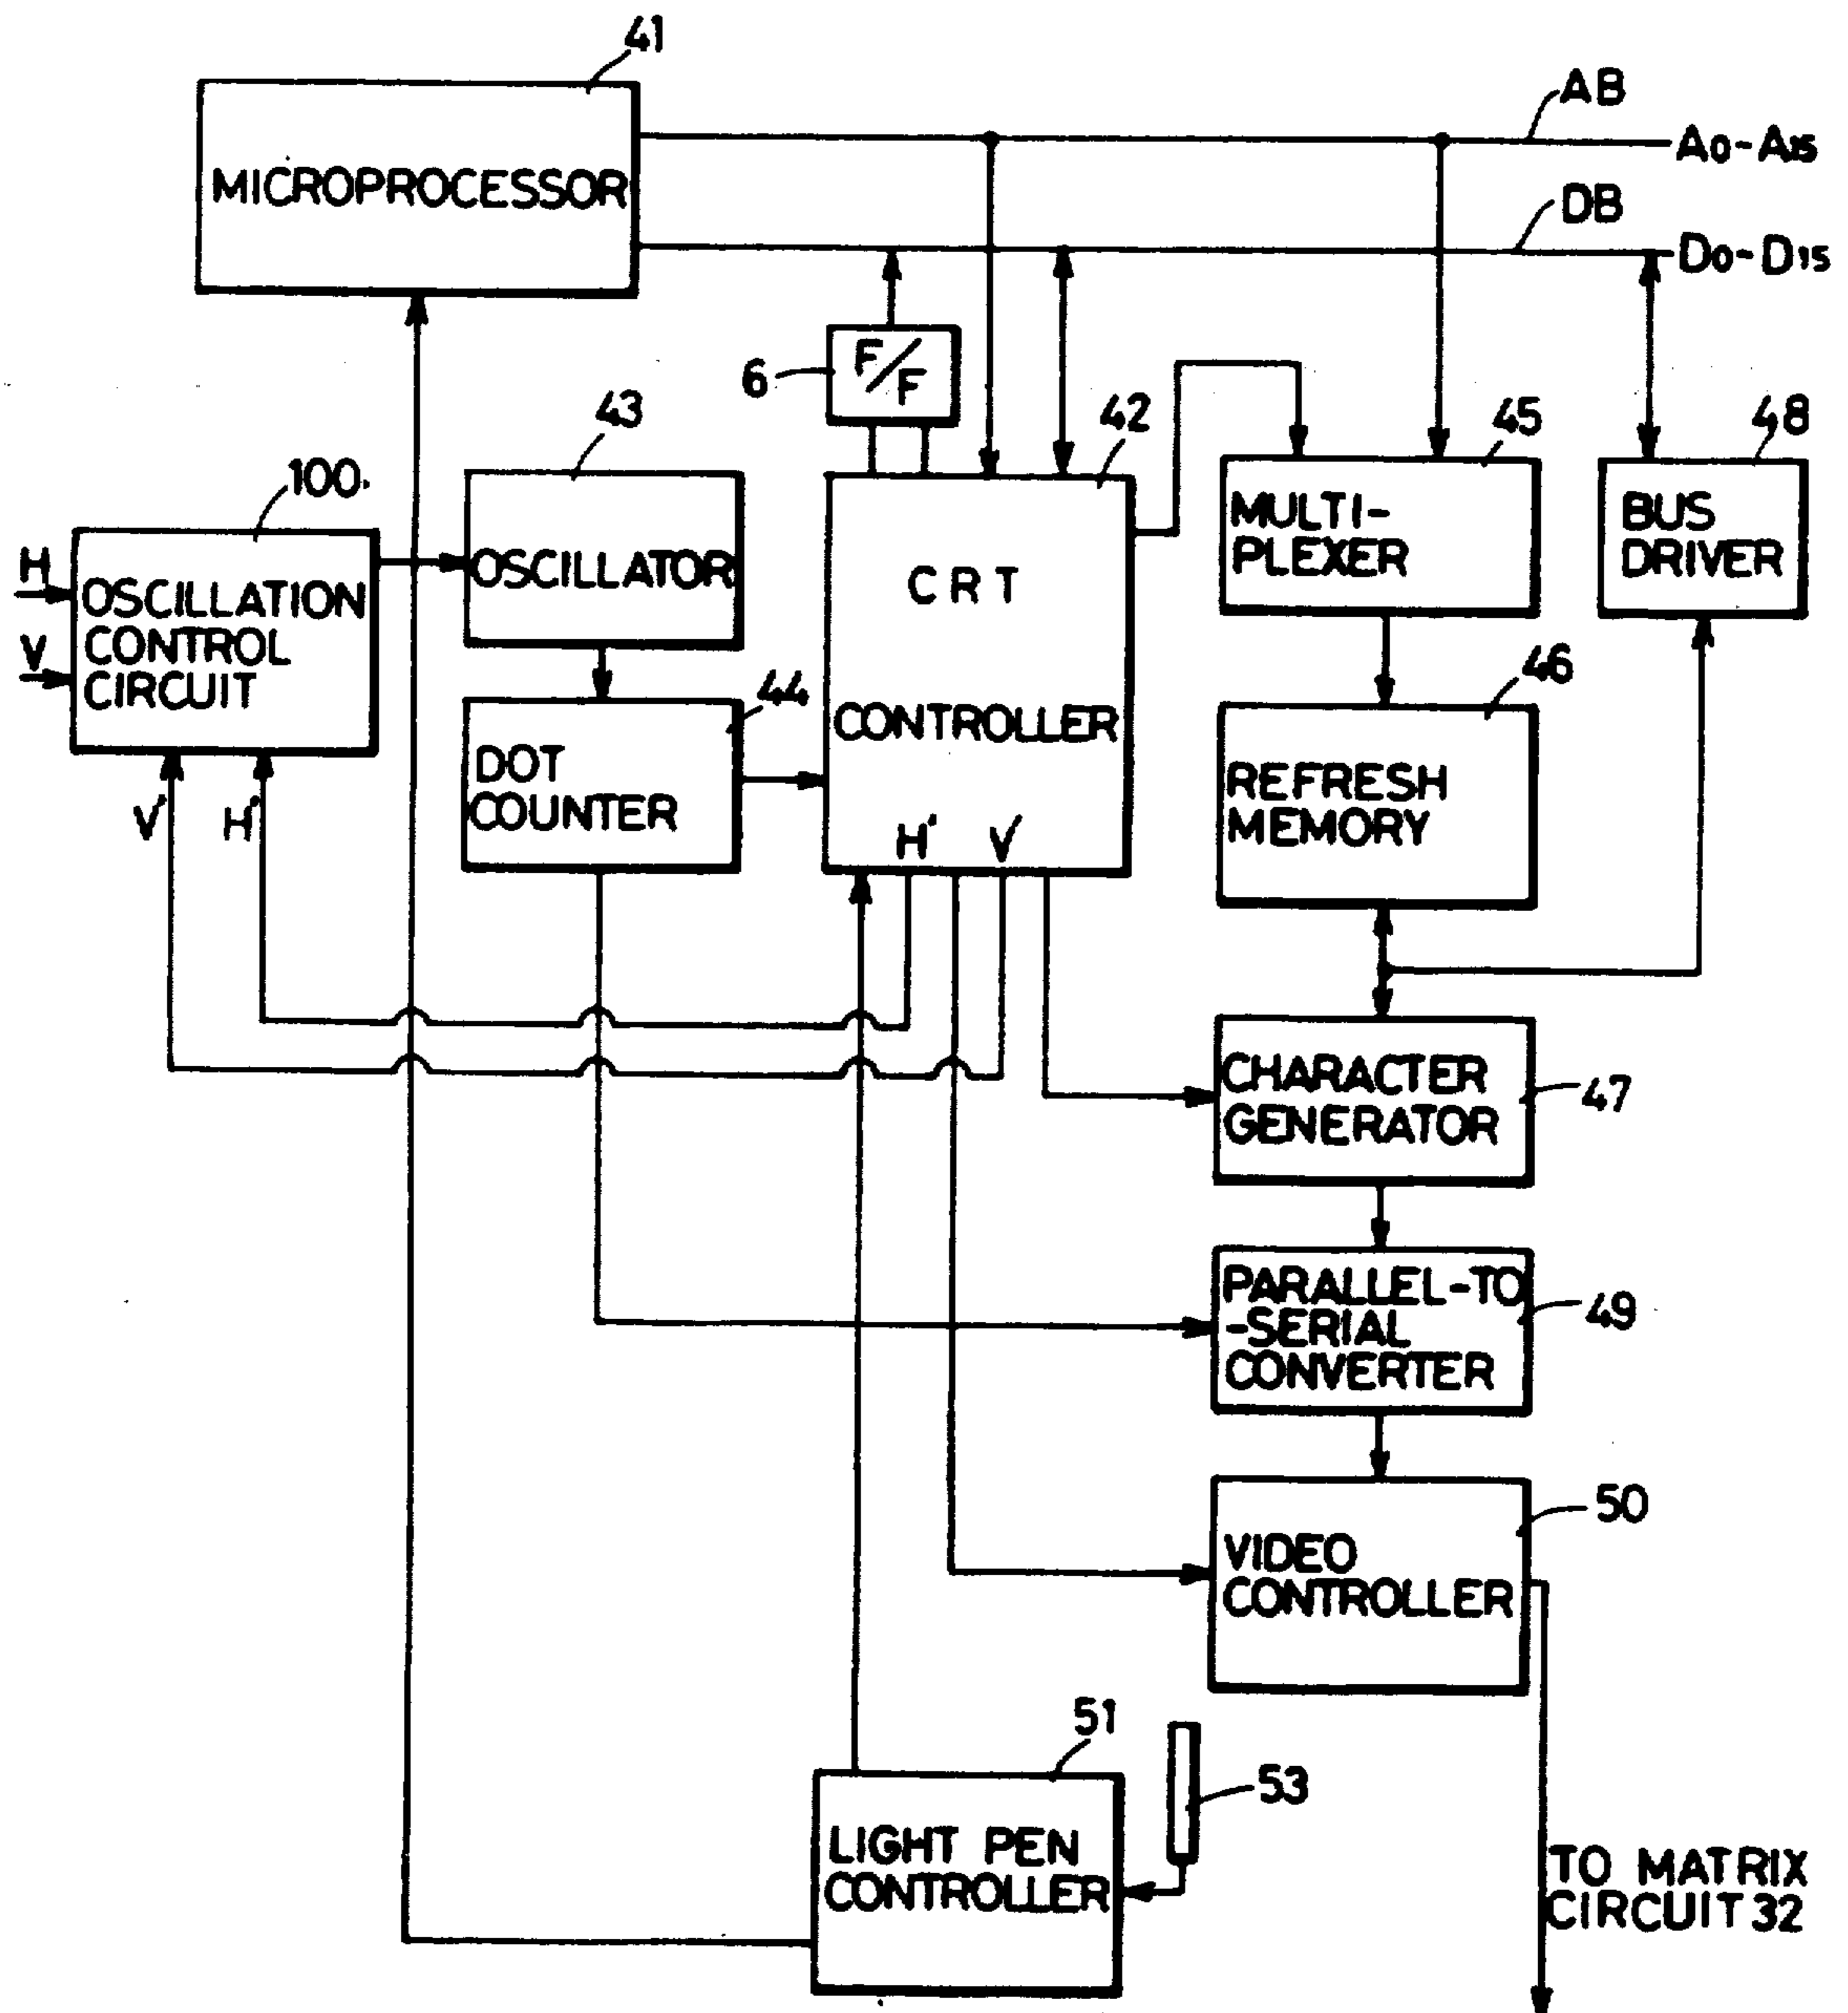 41
AB
A0-A15
MICROPROCESSOR
DB
D0-D15
F/F
6
43
42
45
48
100
OSCILLATOR
MULTI-
PLEXER
BUS
DRIVER
H
V
OSCILLATION
CONTROL
CIRCUIT
CRT
CONTROLLER
44
46
DOT
COUNTER
REFRESH
MEMORY
V'
H'
H'
V'
CHARACTER
GENERATOR
47
PARALLEL-TO
-SERIAL
CONVERTER
49
50
VIDEO
CONTROLLER
51
53
LIGHT PEN
CONTROLLER
TO MATRIX
CIRCUIT 32